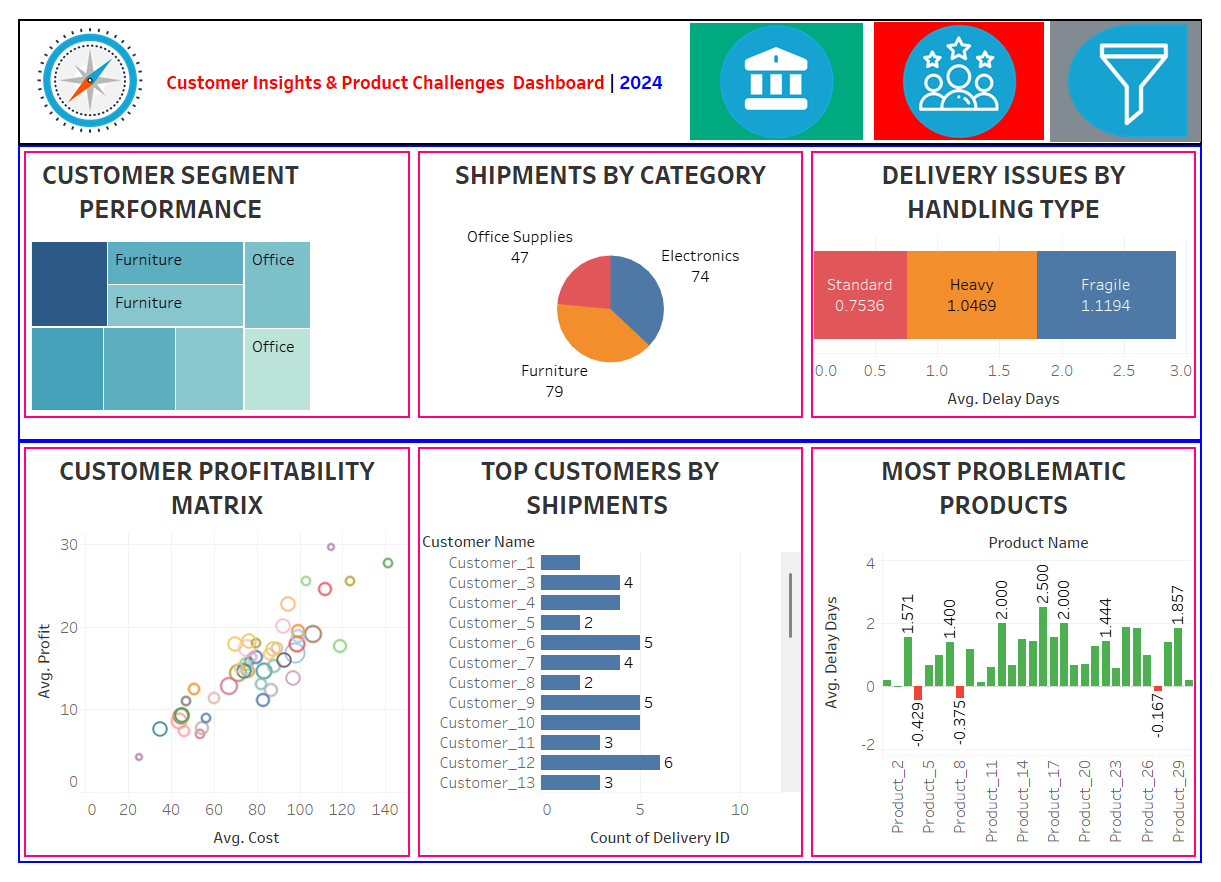 Customer Insights & Product Challenges Dashboard | 2024
CUSTOMER SEGMENT
PERFORMANCE
Furniture
Furniture
Office
Office
SHIPMENTS BY CATEGORY
Office Supplies
47
Electronics
74
Furniture
79
DELIVERY ISSUES BY
HANDLING TYPE
Standard
0.7536
Heavy
1.0469
Fragile
1.1194
0.0 0.5 1.0 1.5 2.0 2.5 3.0
Avg. Delay Days
CUSTOMER PROFITABILITY
MATRIX
Avg. Profit
30
20
10
0
0 20 40 60 80 100 120 140
Avg. Cost
TOP CUSTOMERS BY
SHIPMENTS
Customer Name
Customer_1
Customer_3 4
Customer_4
Customer_5 2
Customer_6 5
Customer_7 4
Customer_8 2
Customer_9 5
Customer_10
Customer_11 3
Customer_12 6
Customer_13 3
0 5 10
Count of Delivery ID
MOST PROBLEMATIC
PRODUCTS
Product Name
Avg. Delay Days
4
2
0
-2
1.571
-0.429
1.400
-0.375
2.000
2.500
2.000
1.444
-0.167
1.857
Product_2
Product_5
Product_8
Product_11
Product_14
Product_17
Product_20
Product_23
Product_26
Product_29